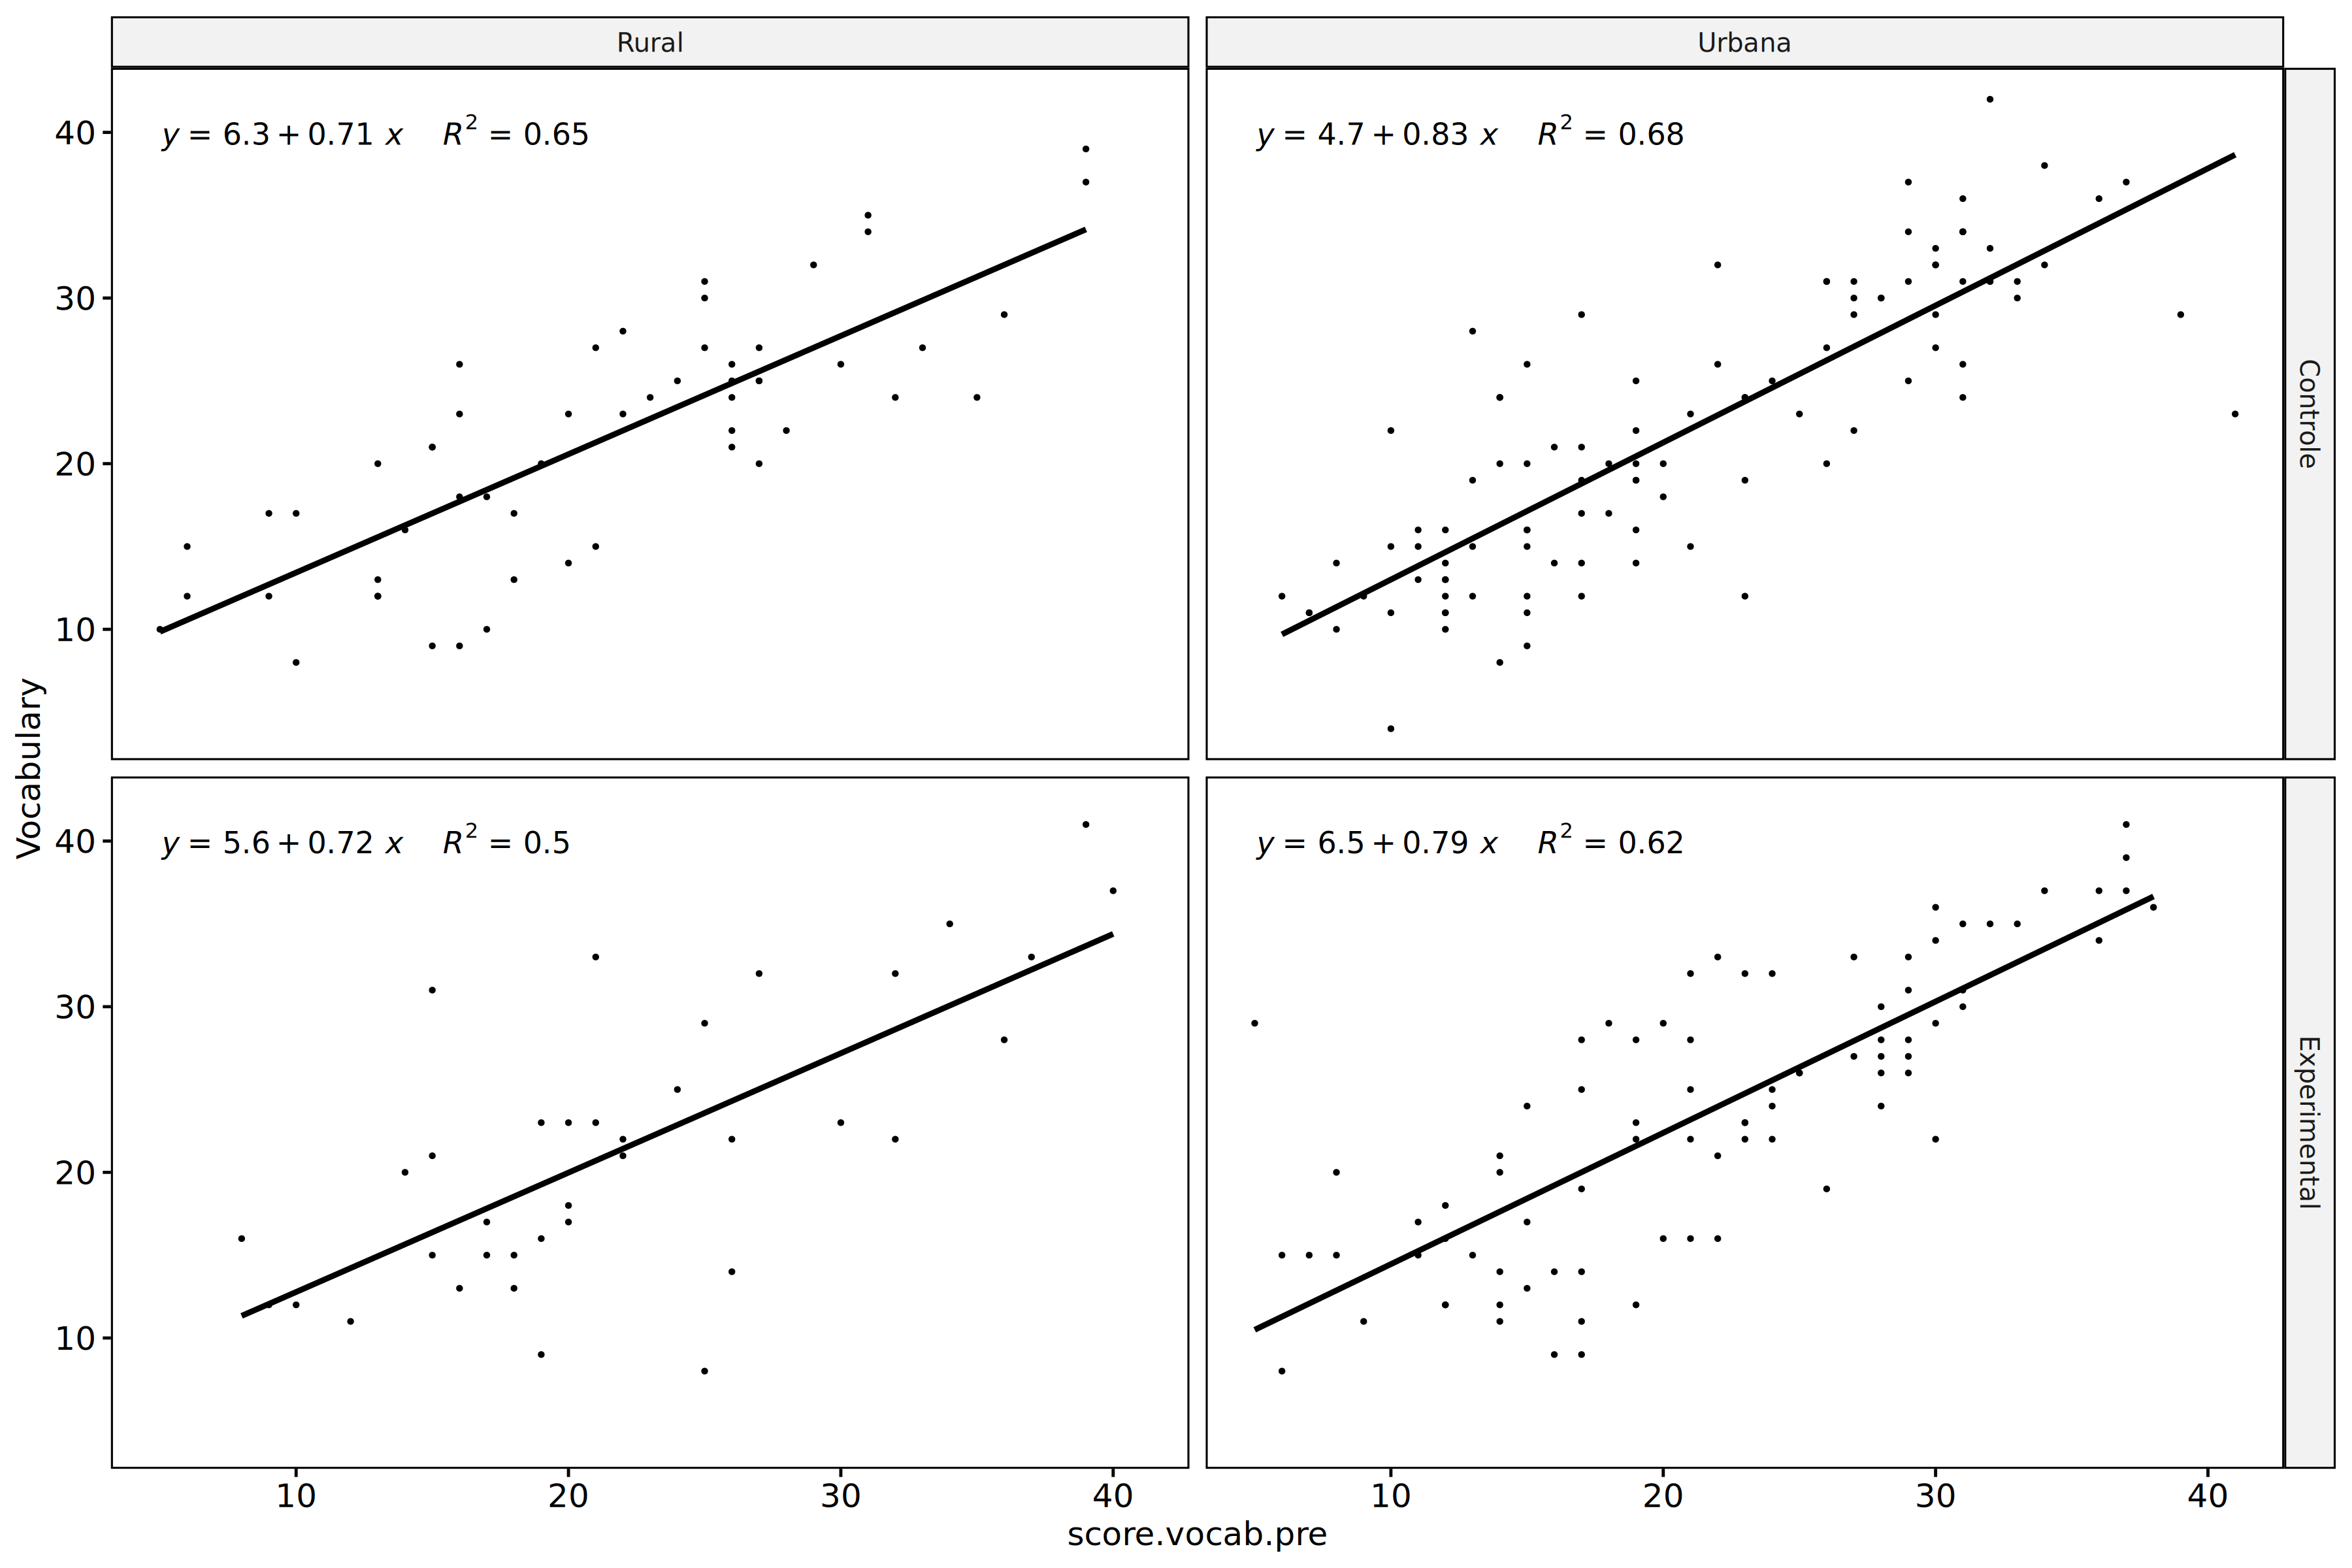 Rural
Urbana
y = 6.3 + 0.71 x R² = 0.65
y = 4.7 + 0.83 x R² = 0.68
40
30
20
10
Controle
Vocabulary
y = 5.6 + 0.72 x R² = 0.5
y = 6.5 + 0.79 x R² = 0.62
40
30
20
10
Experimental
10 20 30 40
10 20 30 40
score.vocab.pre